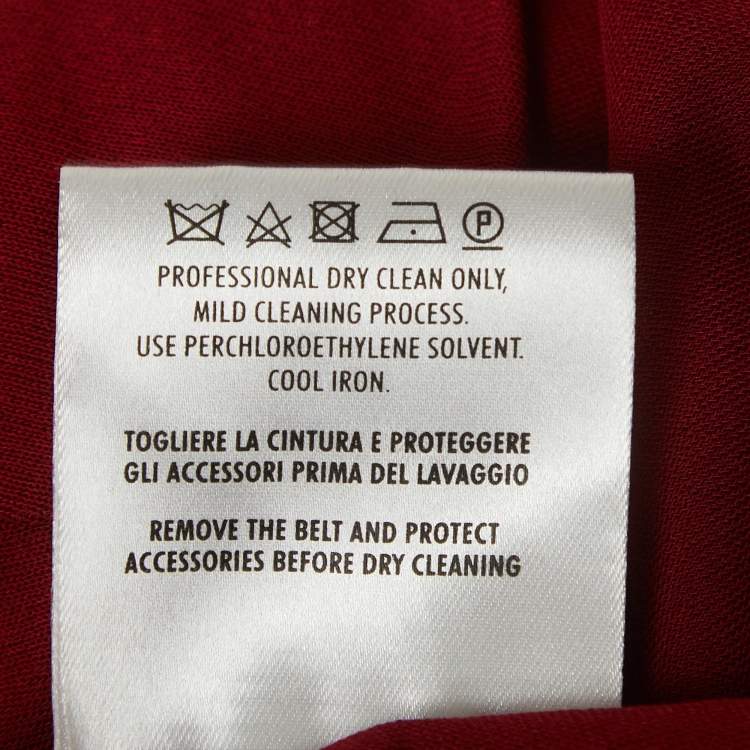 P
PROFESSIONAL DRY CLEAN ONLY,
MILD CLEANING PROCESS.
USE PERCHLOROETHYLENE SOLVENT.
COOL IRON.
TOGLIERE LA CINTURA E PROTEGGERE
GLI ACCESSORI PRIMA DEL LAVAGGIO
REMOVE THE BELT AND PROTECT
ACCESSORIES BEFORE DRY CLEANING